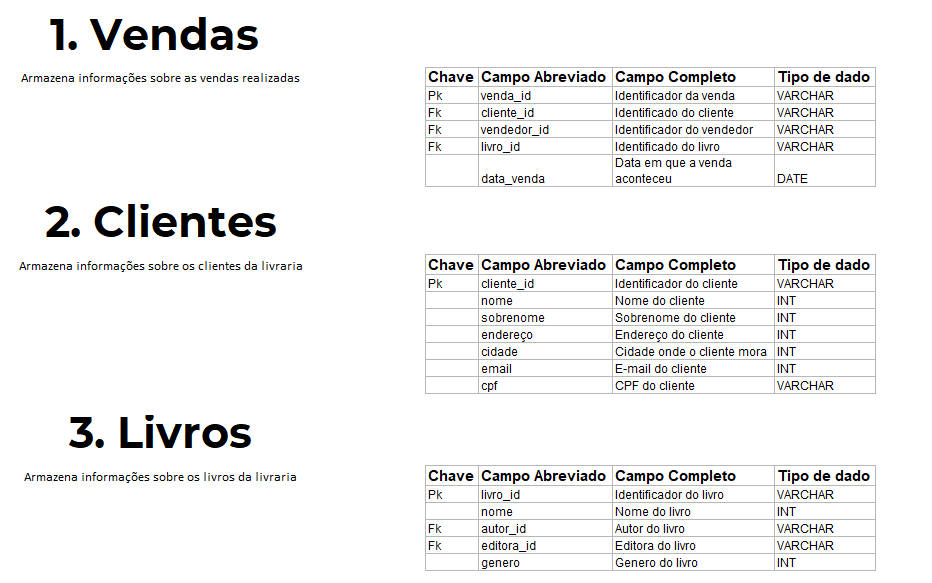 1. Vendas
Armazena informações sobre as vendas realizadas
Chave Campo Abreviado Campo Completo Tipo de dado
Pk venda_id Identificador da venda VARCHAR
Fk cliente_id Identificado do cliente VARCHAR
Fk vendedor_id Identificador do vendedor VARCHAR
Fk livro_id Identificado do livro VARCHAR
Data em que a venda
data_venda aconteceu DATE
2. Clientes
Armazena informações sobre os clientes da livraria
Chave Campo Abreviado Campo Completo Tipo de dado
Pk cliente_id Identificador do cliente VARCHAR
nome Nome do cliente INT
sobrenome Sobrenome do cliente INT
endereço Endereço do cliente INT
cidade Cidade onde o cliente mora INT
email E-mail do cliente INT
cpf CPF do cliente VARCHAR
3. Livros
Armazena informações sobre os livros da livraria
Chave Campo Abreviado Campo Completo Tipo de dado
Pk livro_id Identificador do livro VARCHAR
nome Nome do livro INT
Fk autor_id Autor do livro VARCHAR
Fk editora_id Editora do livro VARCHAR
genero Genero do livro INT